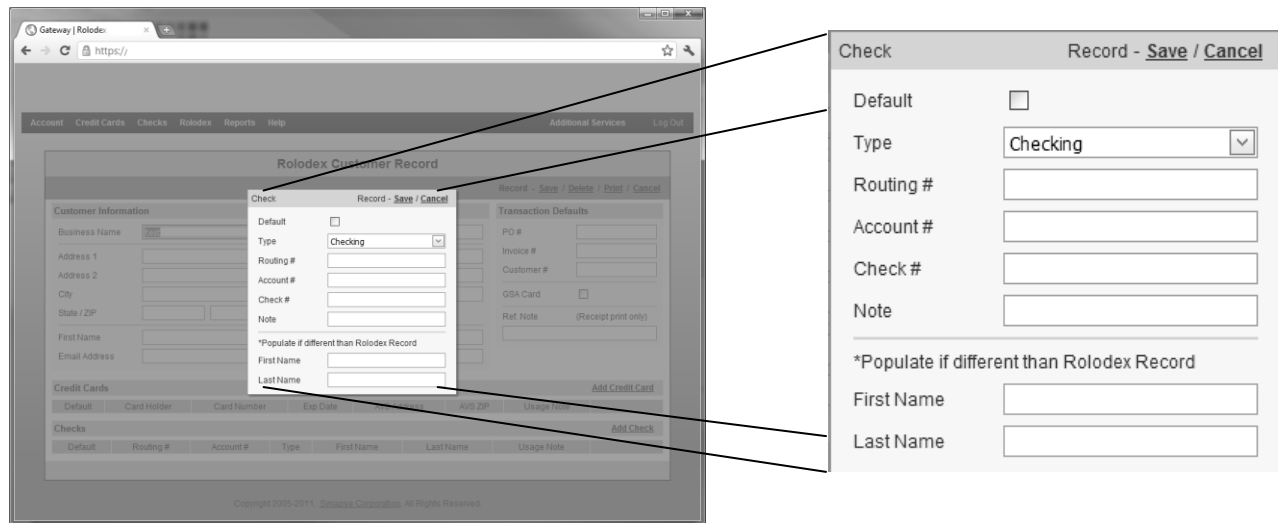 Gateway | Rolodex
https://
Account Credit Cards Checks Rolodex Reports Help Additional Services Log Out
Rolodex Customer Record
Record - Save / Delete / Print / Cancel
Customer Information
Transaction Defaults
Business Name
PO #
Address 1
Invoice #
Address 2
Customer #
City
GSA Card
State / ZIP
Ref. Note (Receipt print only)
First Name
Email Address
Credit Cards Add Credit Card
Default Card Holder Card Number Exp Date AVS Address AVS ZIP Usage Note
Checks Add Check
Default Routing # Account # Type First Name Last Name Usage Note
Copyright 2005-2011, Synapse Corporation. All Rights Reserved.
Check Record - Save / Cancel
Default
Type Checking
Routing #
Account #
Check #
Note
*Populate if different than Rolodex Record
First Name
Last Name
Check Record - Save / Cancel
Default
Type Checking
Routing #
Account #
Check #
Note
*Populate if different than Rolodex Record
First Name
Last Name